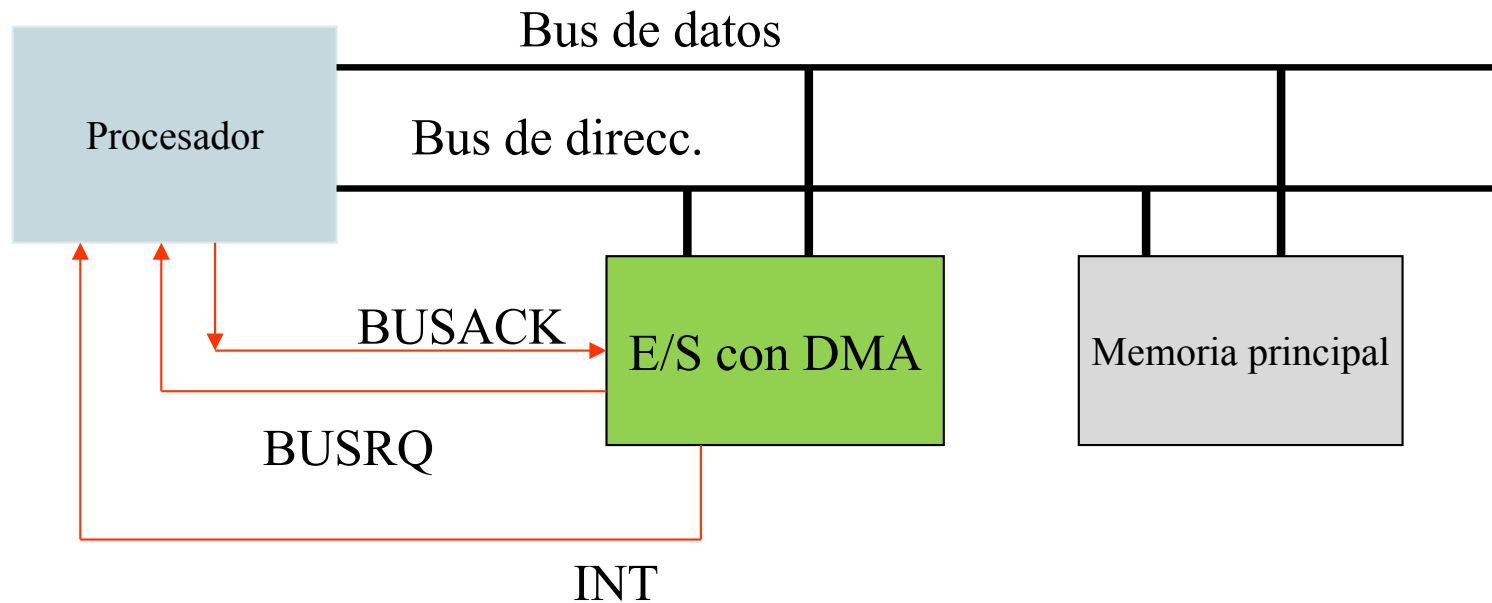 Bus de datos
Procesador
Bus de direcc.
BUSACK
E/S con DMA
Memoria principal
BUSRQ
INT